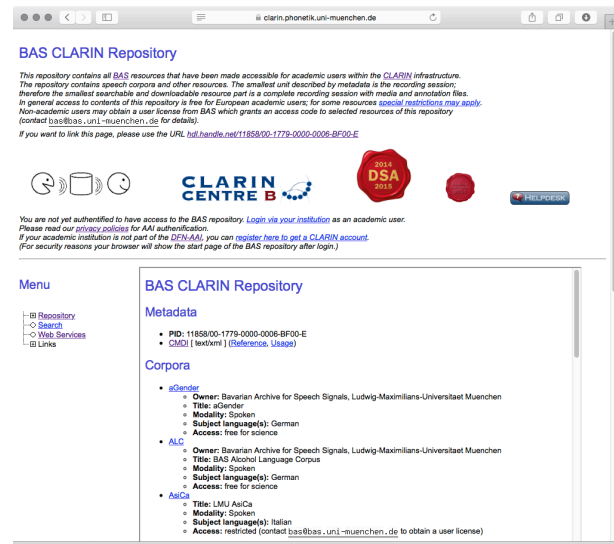 clarin.phonetik.uni-muenchen.de
BAS CLARIN Repository
This repository contains all BAS resources that have been made accessible for academic users within the CLARIN infrastructure.
The repository contains speech corpora and other resources. The smallest unit described by metadata is the recording session;
therefore the smallest searchable and downloadable resource part is a complete recording session with media and annotation files.
In general access to contents of this repository is free for European academic users; for some resources special restrictions may apply.
Non-academic users may obtain a user license from BAS which grants an access code to selected resources of this repository
(contact bas@bas.uni-muenchen.de for details).
If you want to link this page, please use the URL hdl.handle.net/11858/00-1779-0000-0006-BF00-E
CLARIN
CENTRE B
2014
DSA
2015
HELPDESK
You are not yet authentified to have access to the BAS repository. Login via your institution as an academic user.
Please read our privacy policies for AAI authenification.
If your academic institution is not part of the DFN-AAI, you can register here to get a CLARIN account.
(For security reasons your browser will show the start page of the BAS repository after login.)
Menu
Repository
Search
Web Services
Links
BAS CLARIN Repository
Metadata
• PID: 11858/00-1779-0000-0006-BF00-E
• CMDI [ text/xml ] (Reference, Usage)
Corpora
• aGender
Owner: Bavarian Archive for Speech Signals, Ludwig-Maximilians-Universitaet Muenchen
Title: aGender
Modality: Spoken
Subject language(s): German
Access: free for science
• ALC
Owner: Bavarian Archive for Speech Signals, Ludwig-Maximilians-Universitaet Muenchen
Title: BAS Alcohol Language Corpus
Modality: Spoken
Subject language(s): German
Access: free for science
• AsiCa
Title: LMU AsiCa
Modality: Spoken
Subject language(s): Italian
Access: restricted (contact bas@bas.uni-muenchen.de to obtain a user license)